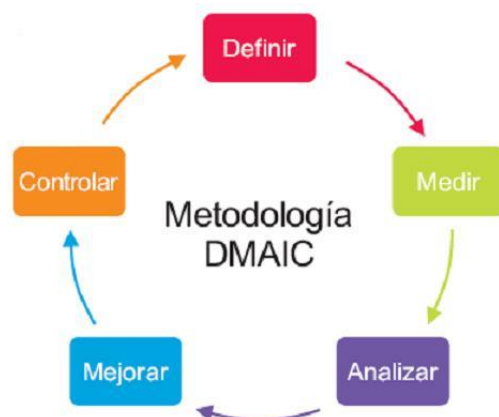 Definir
Medir
Analizar
Mejorar
Controlar
Metodología
DMAIC